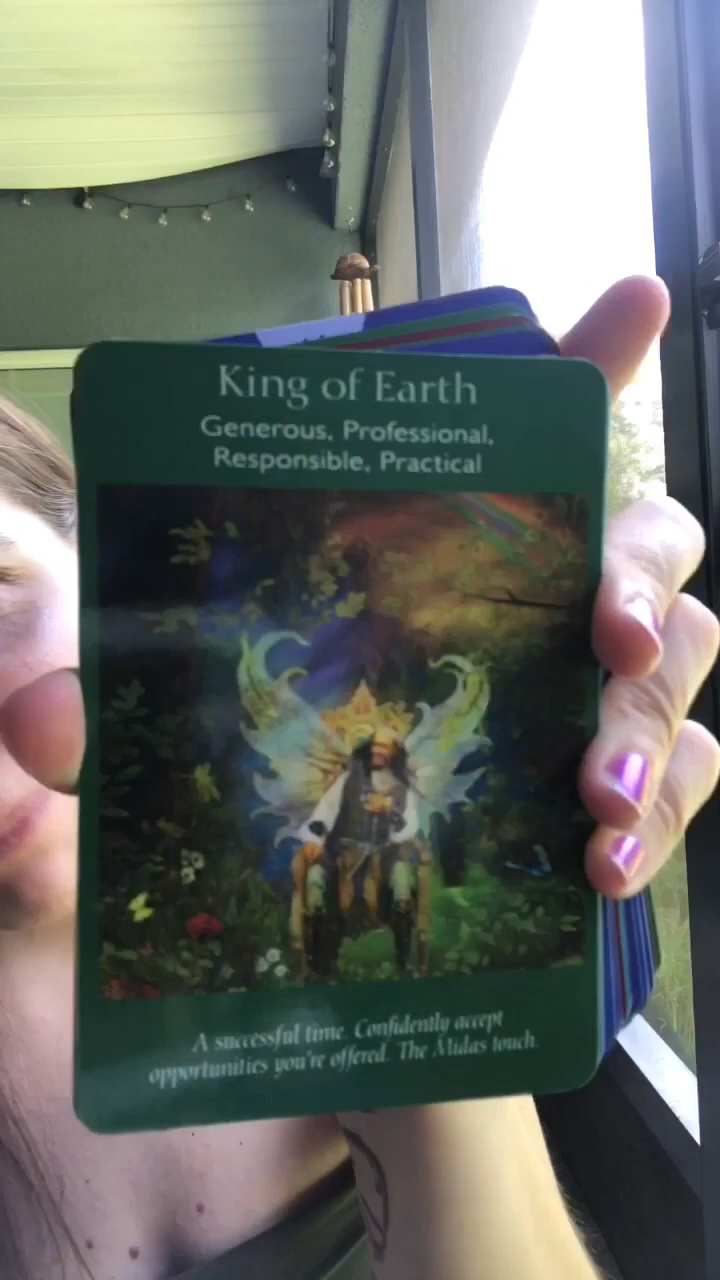 King of Earth
Generous, Professional,
Responsible, Practical
A successful time. Confidently accept
opportunities you're offered. The Midas touch.